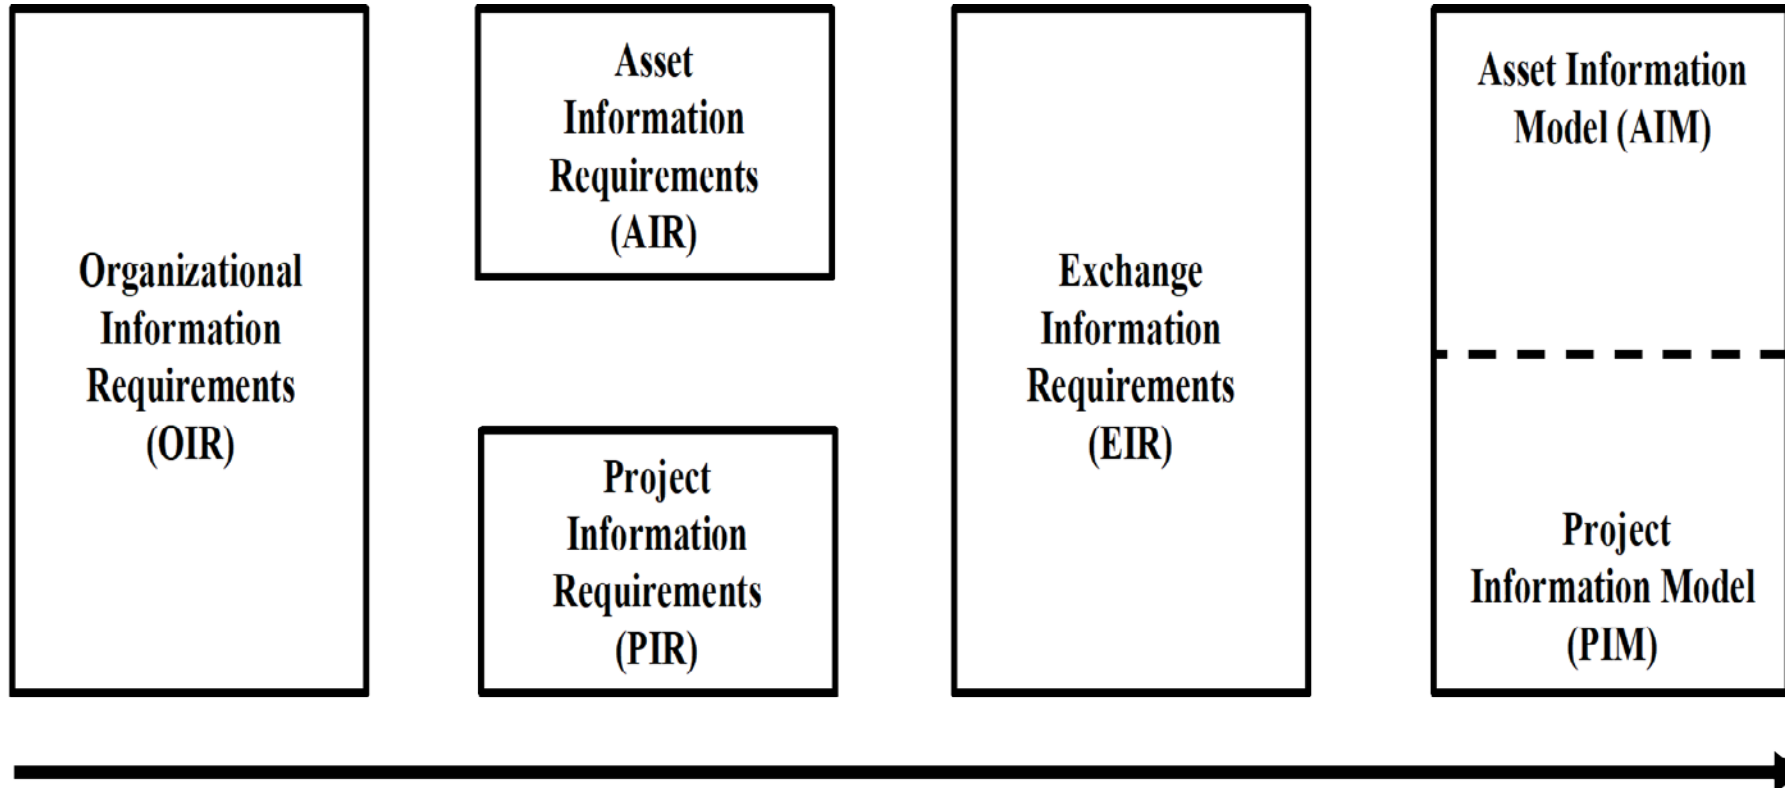 Organizational
Information
Requirements
(OIR)
Asset
Information
Requirements
(AIR)
Project
Information
Requirements
(PIR)
Exchange
Information
Requirements
(EIR)
Asset Information
Model (AIM)
Project
Information Model
(PIM)